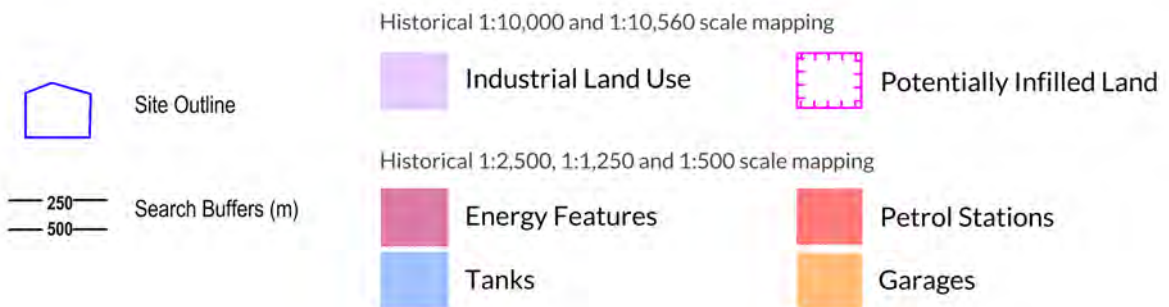 Historical 1:10,000 and 1:10,560 scale mapping
Industrial Land Use
Potentially Infilled Land
Site Outline
Historical 1:2,500, 1:1,250 and 1:500 scale mapping
250
500
Search Buffers (m)
Energy Features
Petrol Stations
Tanks
Garages